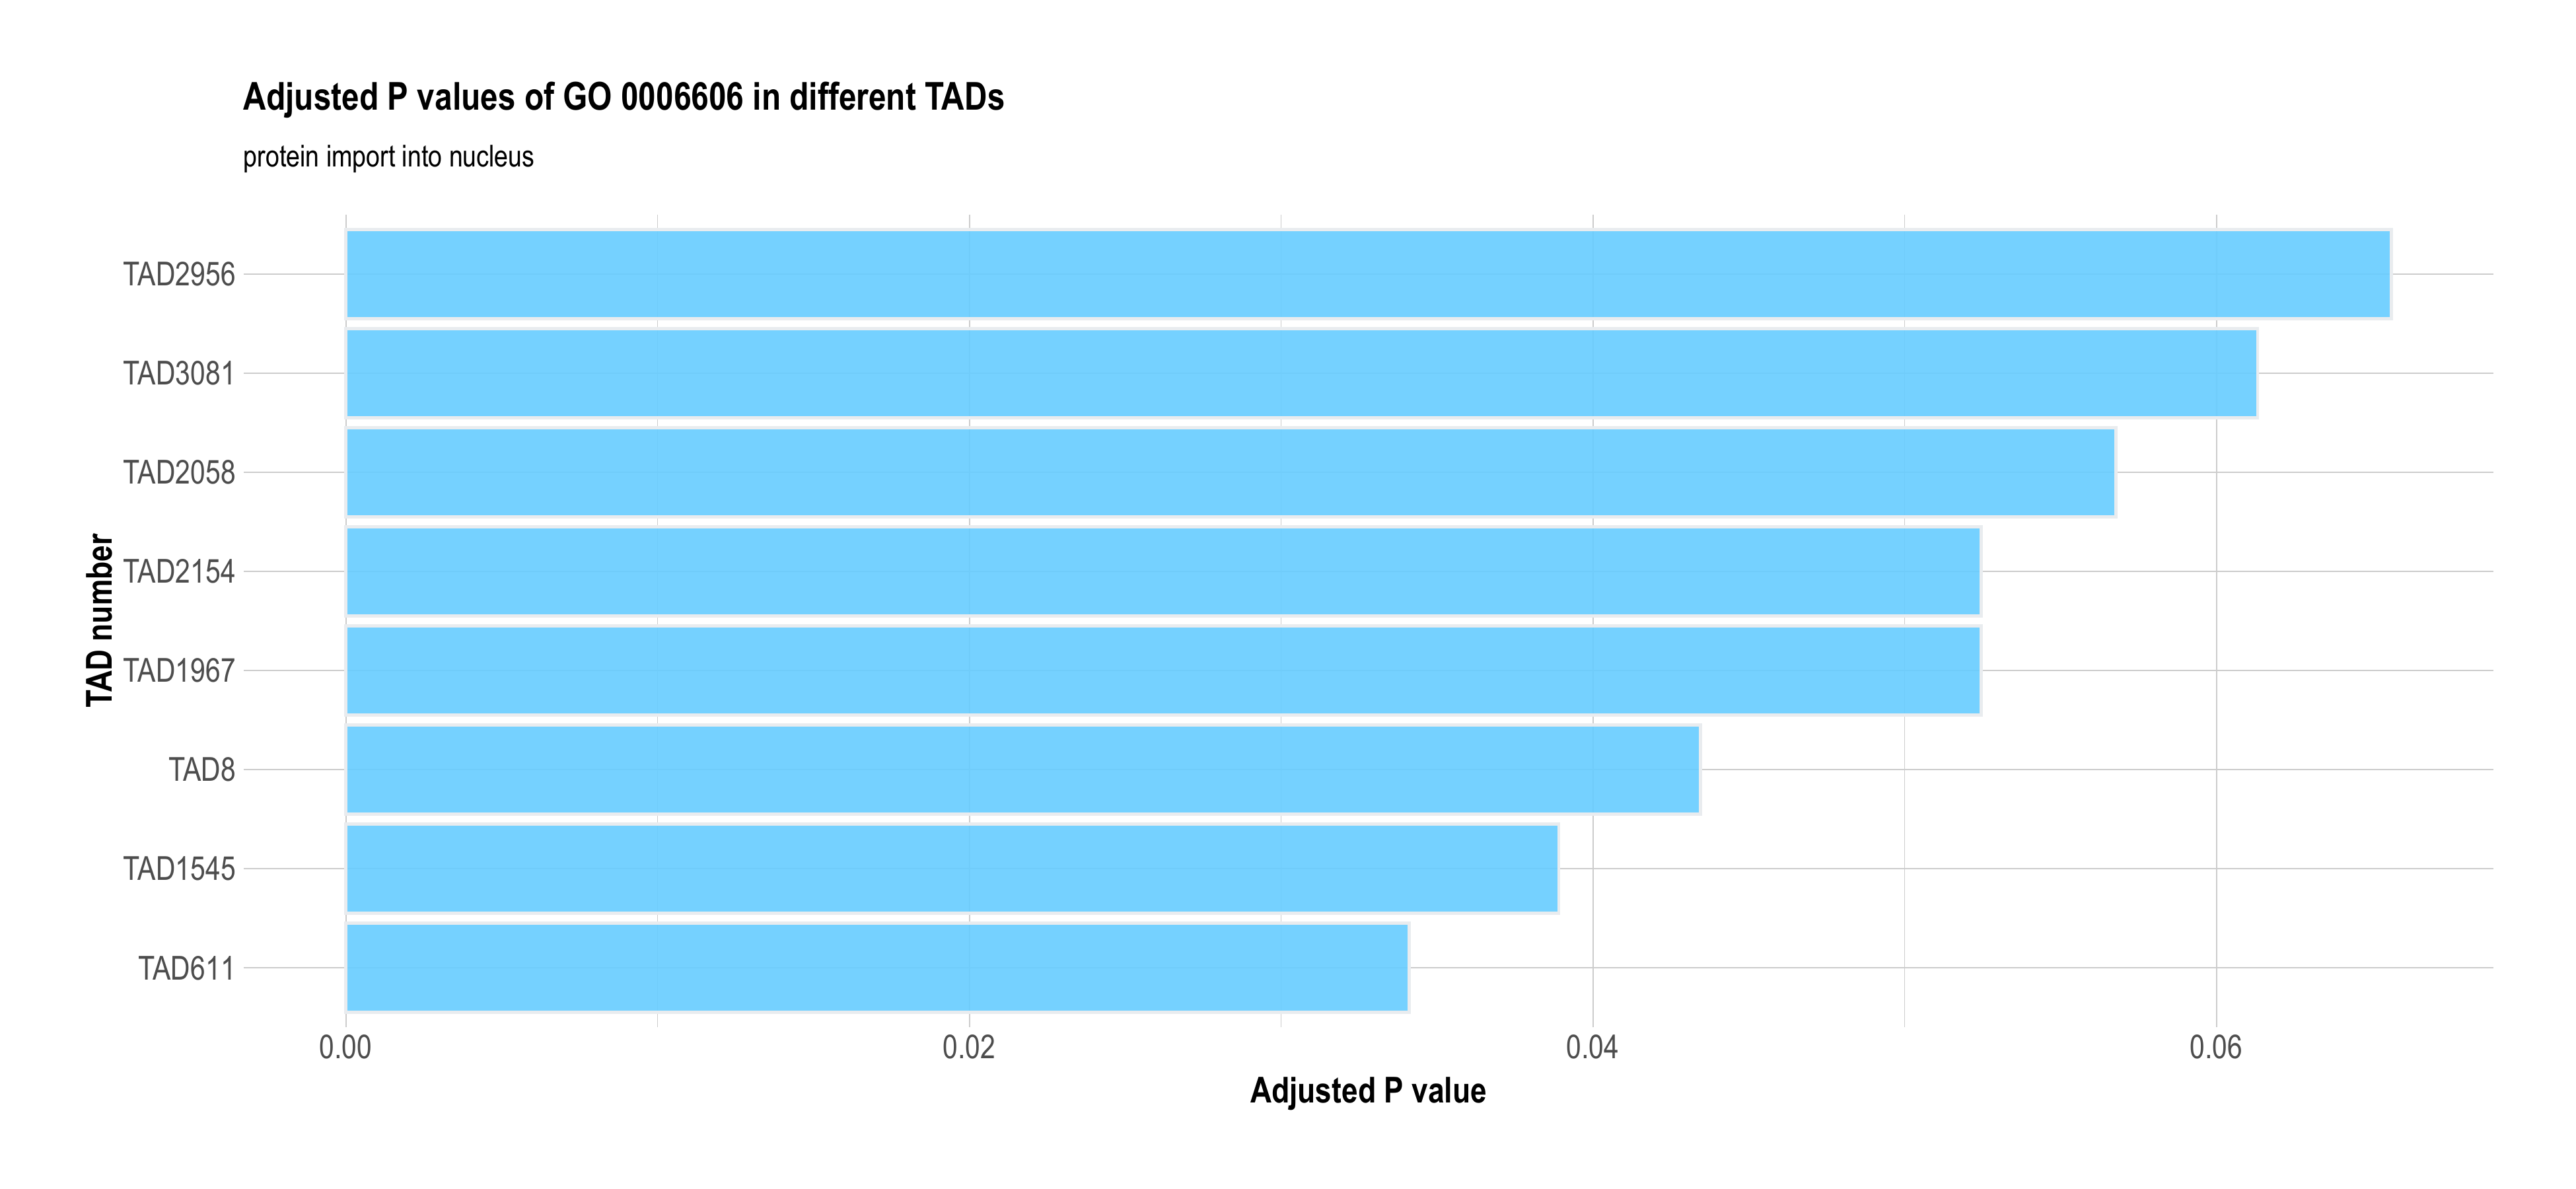 Adjusted P values of GO 0006606 in different TADs
protein import into nucleus
TAD2956
TAD3081
TAD2058
TAD2154
TAD1967
TAD8
TAD1545
TAD611
TAD number
0.00 0.02 0.04 0.06
Adjusted P value